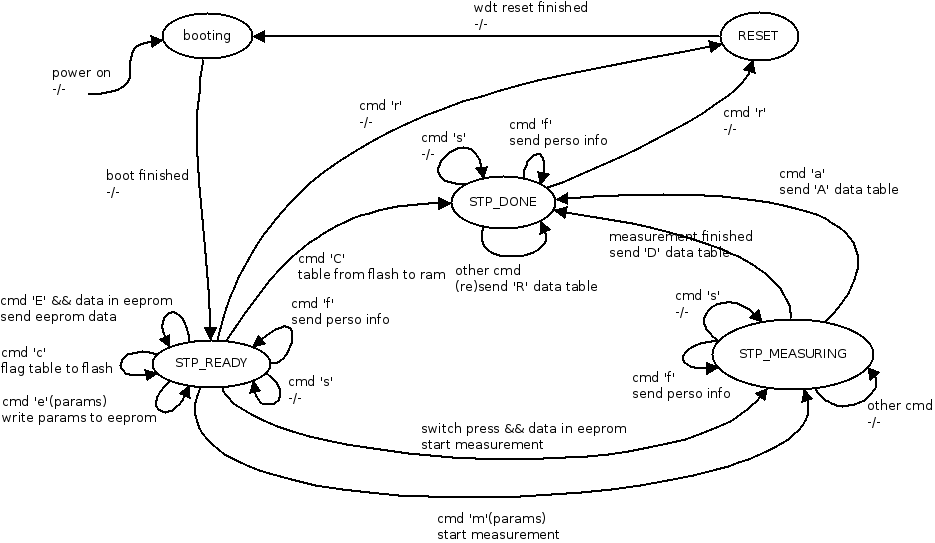 wdt reset finished
-/-
booting
RESET
power on
-/-
cmd 'r'
-/-
cmd 'r'
-/-
cmd 's'
-/-
cmd 'f'
send perso info
boot finished
-/-
cmd 'a'
send 'A' data table
STP_DONE
measurement finished
send 'D' data table
cmd 'C'
table from flash to ram
other cmd
(re)send 'R' data table
cmd 'E' && data in eeprom
send eeprom data
cmd 'f'
send perso info
cmd 's'
-/-
STP_READY
STP_MEASURING
cmd 'c'
flag table to flash
cmd 's'
-/-
cmd 'f'
send perso info
cmd 'e'(params)
write params to eeprom
other cmd
-/-
switch press && data in eeprom
start measurement
cmd 'm'(params)
start measurement